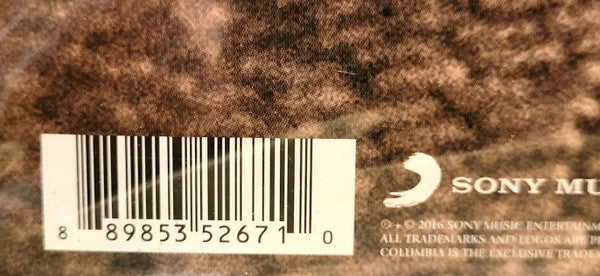 8 89853 52671 0
SONY MU
℗ + © 2016 SONY MUSIC ENTERTAINM
ALL TRADEMARKS AND LOGOS ARE P
COLUMBIA IS THE EXCLUSIVE TRADEM